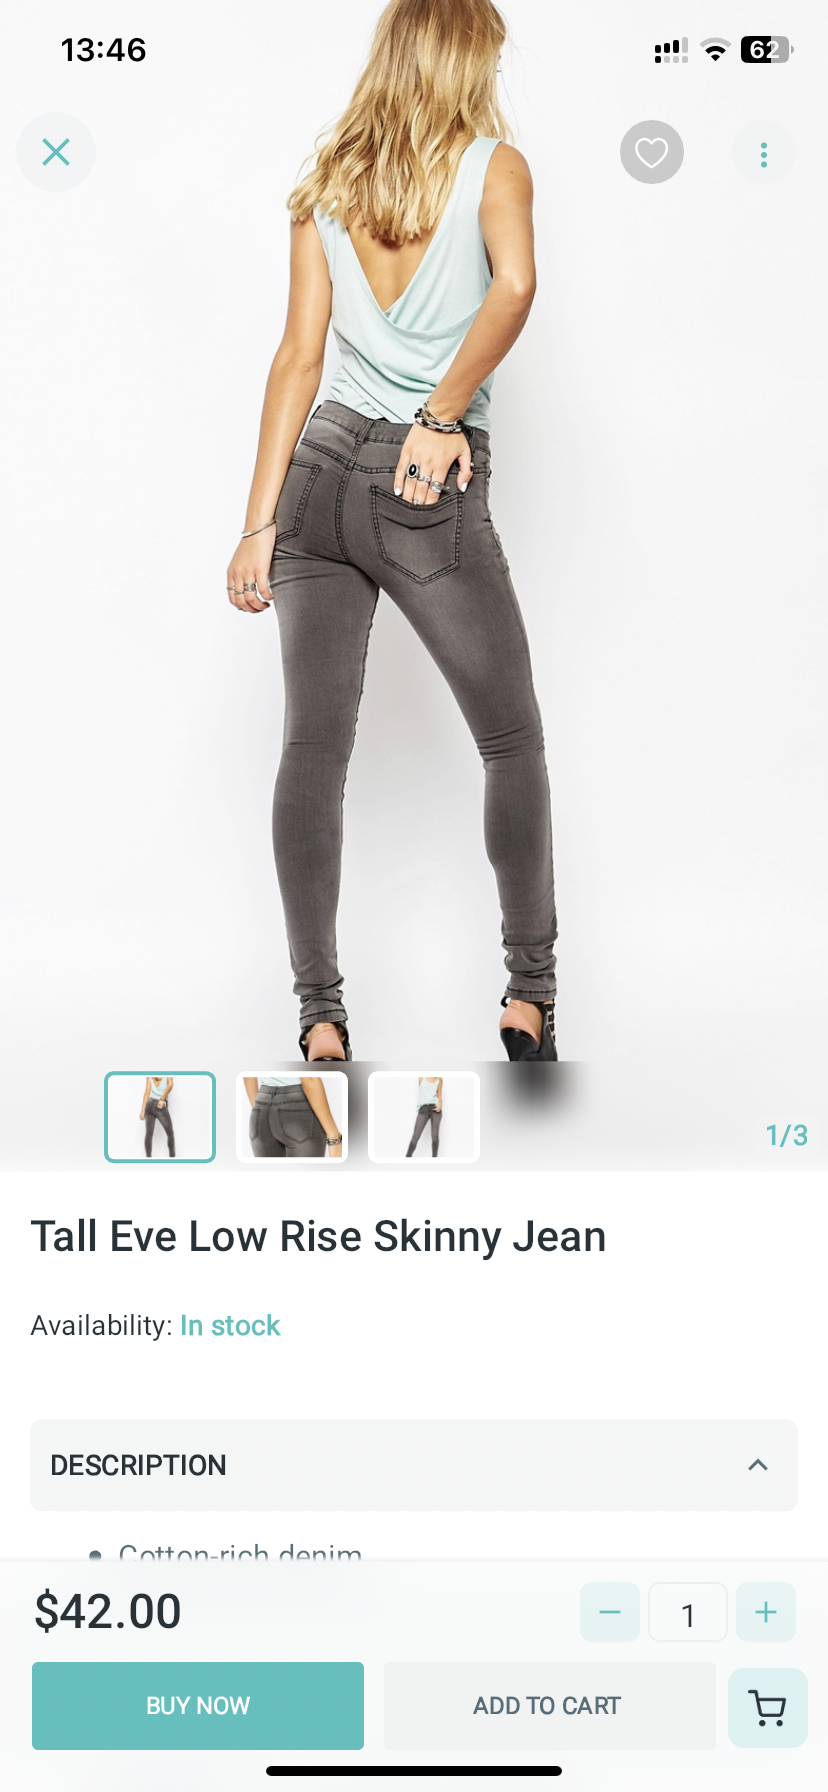 13:46
62
1/3
Tall Eve Low Rise Skinny Jean
Availability: In stock
DESCRIPTION
• Cotton-rich denim
$42.00
1
BUY NOW
ADD TO CART